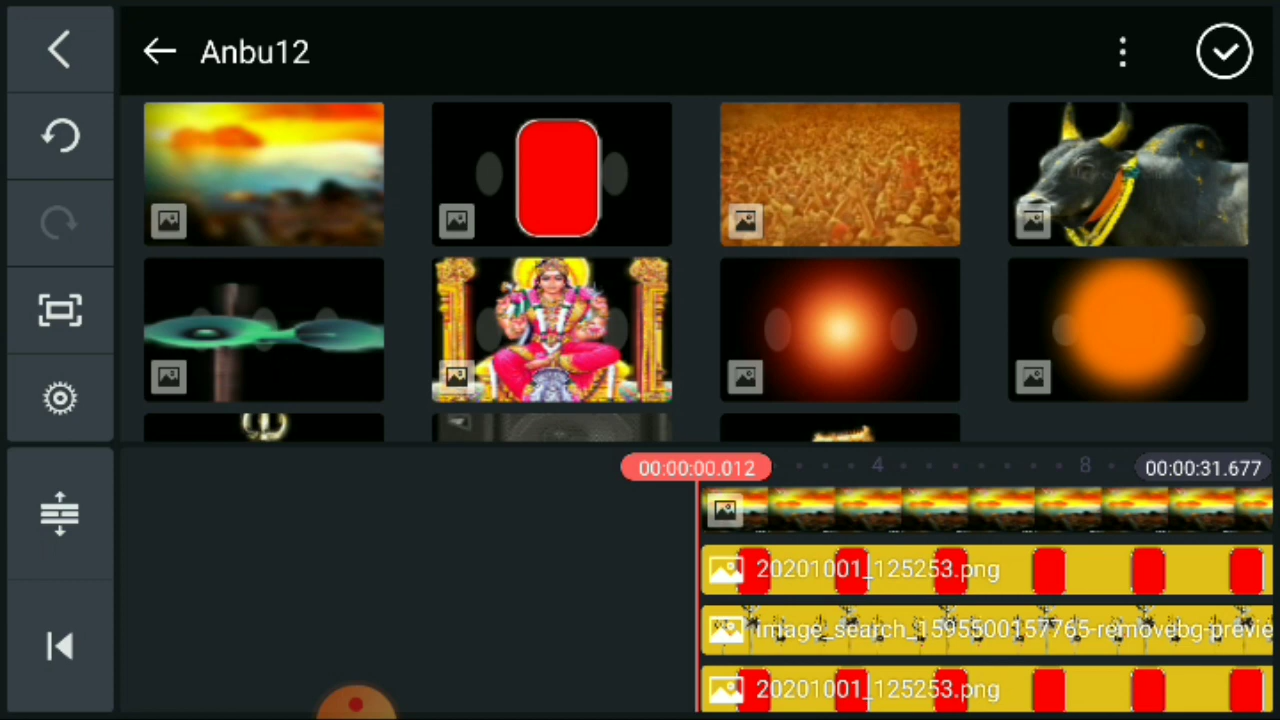 Anbu12
00:00:00.012
4
8
00:00:31.677
20201001_125253.png
image_search_1595500157765-removebg-previe
20201001_125253.png